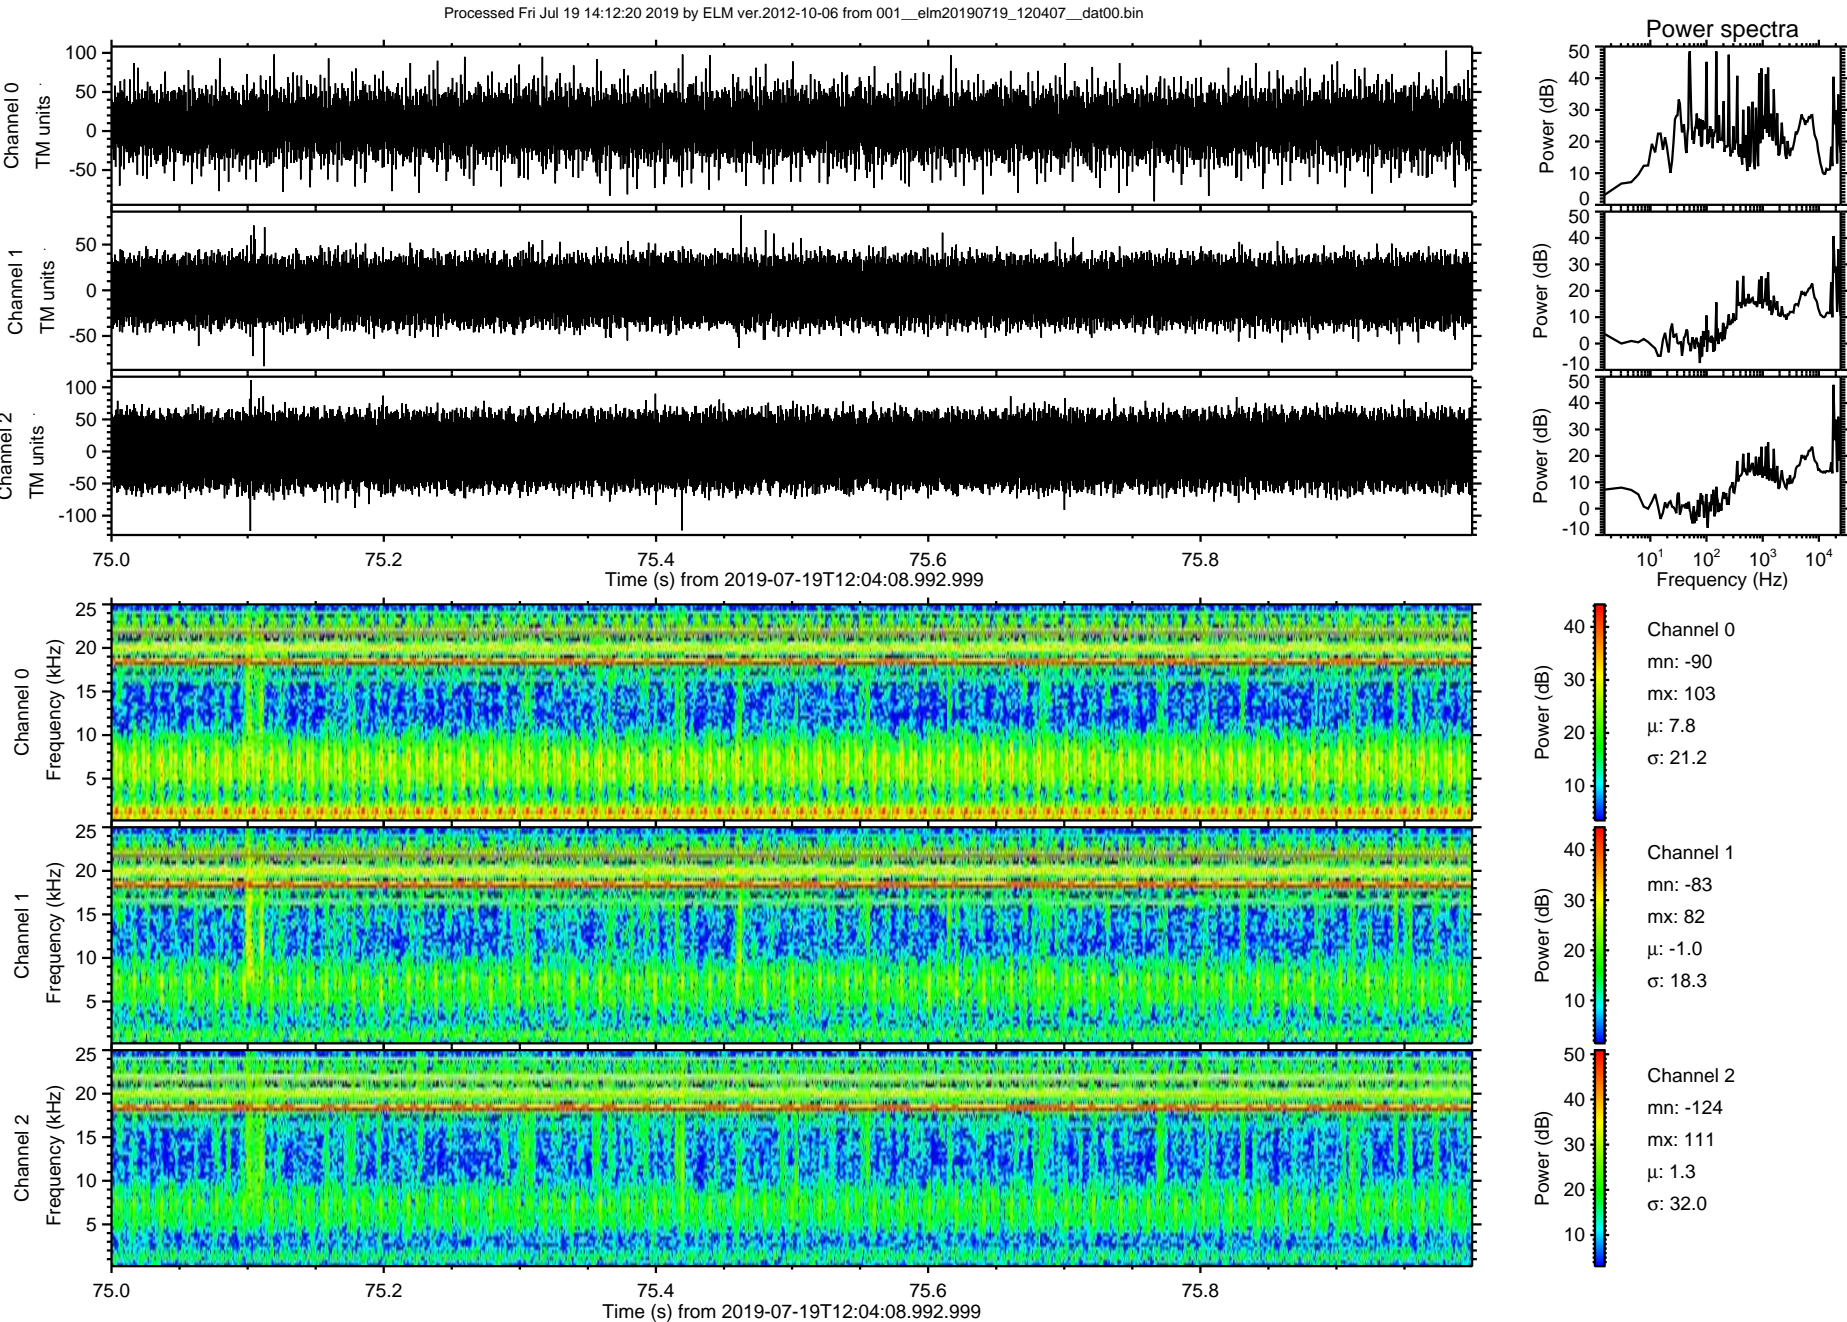 Processed Fri Jul 19 14:12:20 2019 by ELM ver.2012-10-06 from 001__elm20190719_120407__dat00.bin
Power spectra
Channel 0
TM units
100
50
0
-50
Power (dB)
50
40
30
20
10
0
Channel 1
TM units
50
0
-50
Power (dB)
50
40
30
20
10
0
-10
Channel 2
TM units
100
50
0
-50
-100
Power (dB)
50
40
30
20
10
0
-10
75.0 75.2 75.4 75.6 75.8
Time (s) from 2019-07-19T12:04:08.992.999
10¹ 10² 10³ 10⁴
Frequency (Hz)
Channel 0
Frequency (kHz)
25
20
15
10
5
Power (dB)
40
30
20
10
Channel 0
mn: -90
mx: 103
μ: 7.8
σ: 21.2
Channel 1
Frequency (kHz)
25
20
15
10
5
Power (dB)
40
30
20
10
Channel 1
mn: -83
mx: 82
μ: -1.0
σ: 18.3
Channel 2
Frequency (kHz)
25
20
15
10
5
Power (dB)
50
40
30
20
10
Channel 2
mn: -124
mx: 111
μ: 1.3
σ: 32.0
75.0 75.2 75.4 75.6 75.8
Time (s) from 2019-07-19T12:04:08.992.999